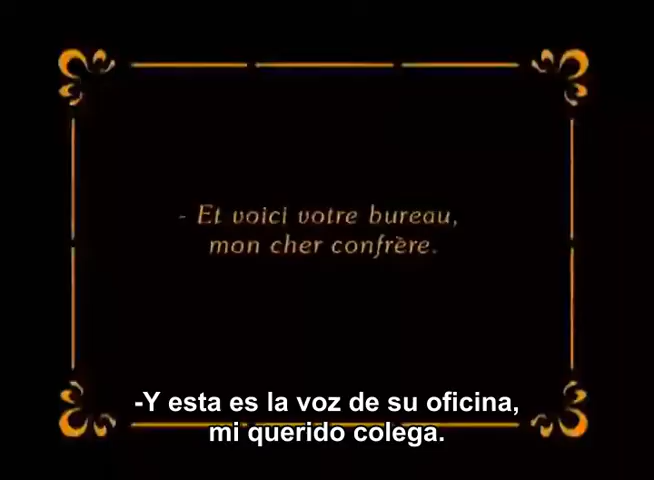 - Et voici votre bureau,
mon cher confrère.
-Y esta es la voz de su oficina,
mi querido colega.